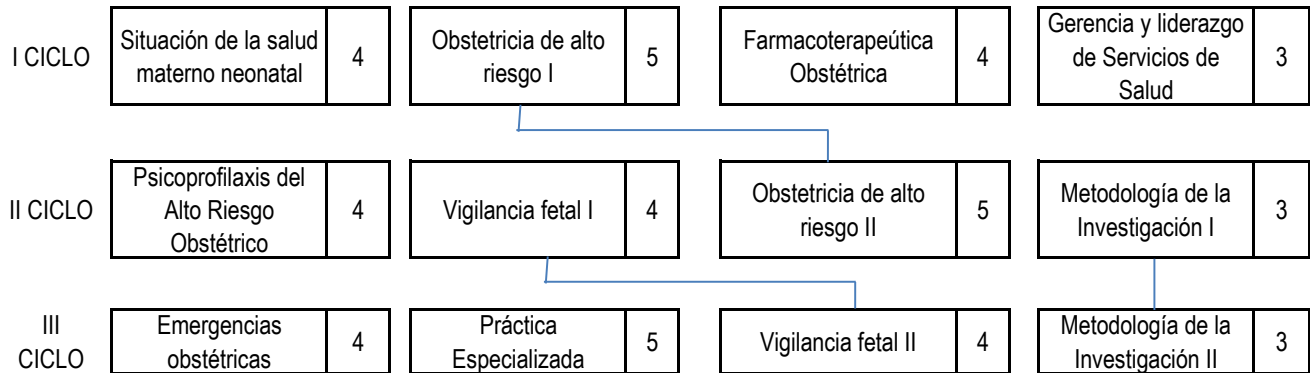 I CICLO
Situación de la salud
materno neonatal
4
Obstetricia de alto
riesgo I
5
Farmacoterapeútica
Obstétrica
4
Gerencia y liderazgo
de Servicios de
Salud
3
II CICLO
Psicoprofilaxis del
Alto Riesgo
Obstétrico
4
Vigilancia fetal I
4
Obstetricia de alto
riesgo II
5
Metodología de la
Investigación I
3
III
CICLO
Emergencias
obstétricas
4
Práctica
Especializada
5
Vigilancia fetal II
4
Metodología de la
Investigación II
3